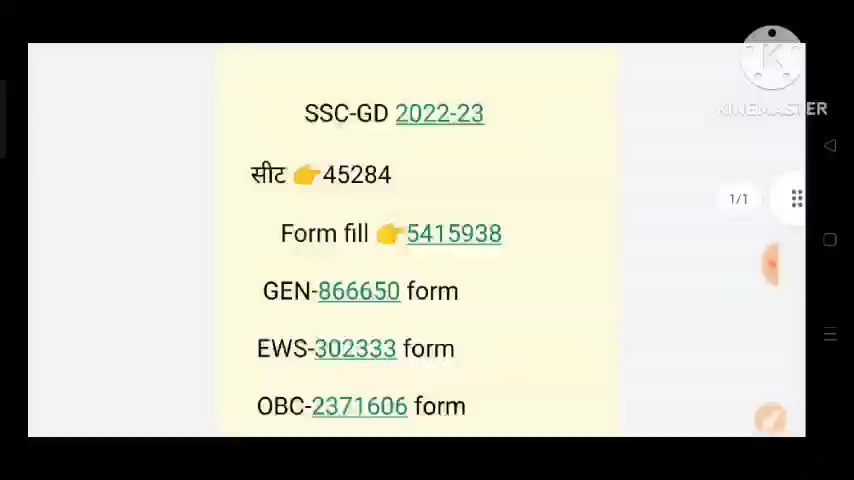 KINEMASTER
SSC-GD 2022-23
सीट 👉45284
1/1
Form fill 👉5415938
GEN-866650 form
EWS-302333 form
OBC-2371606 form